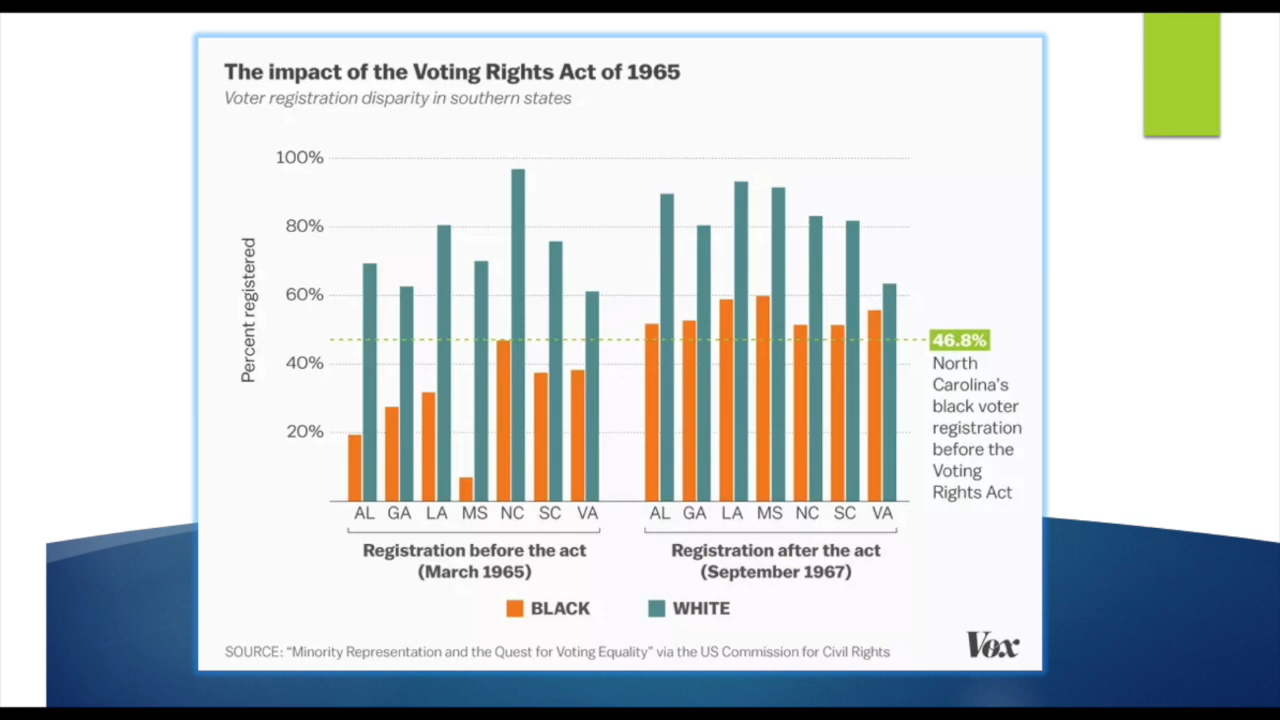 The impact of the Voting Rights Act of 1965
Voter registration disparity in southern states
Percent registered
100%
80%
60%
40%
20%
46.8%
North
Carolina's
black voter
registration
before the
Voting
Rights Act
AL GA LA MS NC SC VA
AL GA LA MS NC SC VA
Registration before the act
(March 1965)
Registration after the act
(September 1967)
BLACK WHITE
SOURCE: “Minority Representation and the Quest for Voting Equality” via the US Commission for Civil Rights
Vox